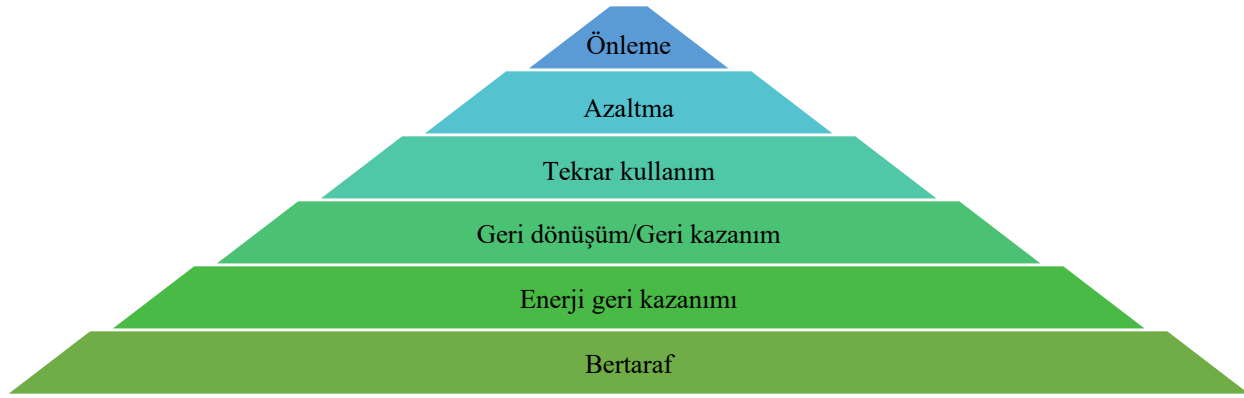 Önleme
Azaltma
Tekrar kullanım
Geri dönüşüm/Geri kazanım
Enerji geri kazanımı
Bertaraf